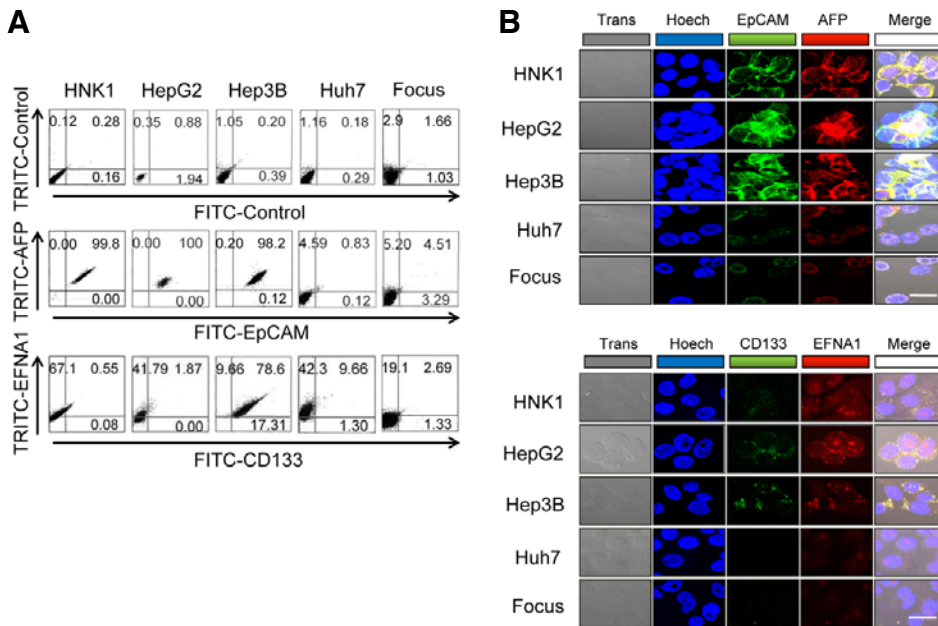 A
HNK1 HepG2 Hep3B Huh7 Focus
TRITC-Control
0.12 0.28 0.35 0.88 1.05 0.20 1.16 0.18 2.9 1.66
0.16 1.94 0.39 0.29 1.03
FITC-Control
TRITC-AFP
0.00 99.8 0.00 100 0.20 98.2 4.59 0.83 5.20 4.51
0.00 0.00 0.12 0.12 3.29
FITC-EpCAM
TRITC-EFNA1
67.1 0.55 41.79 1.87 9.66 78.6 42.3 9.66 19.1 2.69
0.08 0.00 17.31 1.30 1.33
FITC-CD133
B
Trans Hoech EpCAM AFP Merge
HNK1
HepG2
Hep3B
Huh7
Focus
Trans Hoech CD133 EFNA1 Merge
HNK1
HepG2
Hep3B
Huh7
Focus